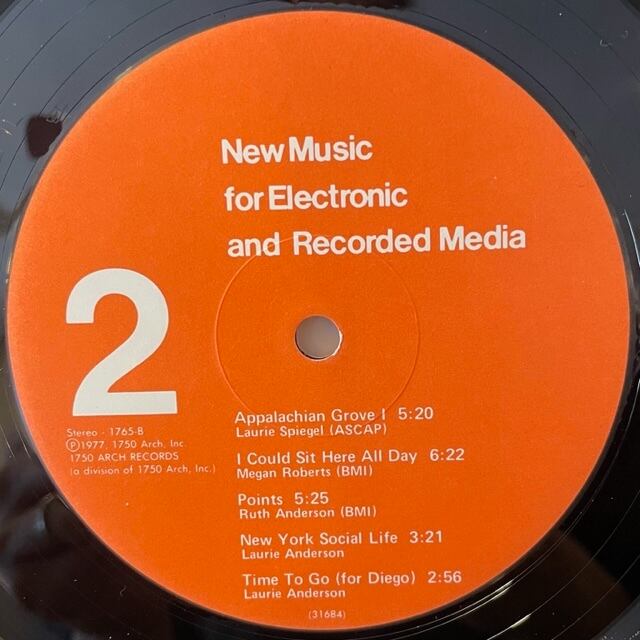 New Music
for Electronic
and Recorded Media
2
Stereo - 1765-B
Ⓟ1977, 1750 Arch, Inc.
1750 ARCH RECORDS
(a division of 1750 Arch, Inc.)
Appalachian Grove I 5:20
Laurie Spiegel (ASCAP)
I Could Sit Here All Day 6:22
Megan Roberts (BMI)
Points 5:25
Ruth Anderson (BMI)
New York Social Life 3:21
Laurie Anderson
Time To Go (for Diego) 2:56
Laurie Anderson
(31684)